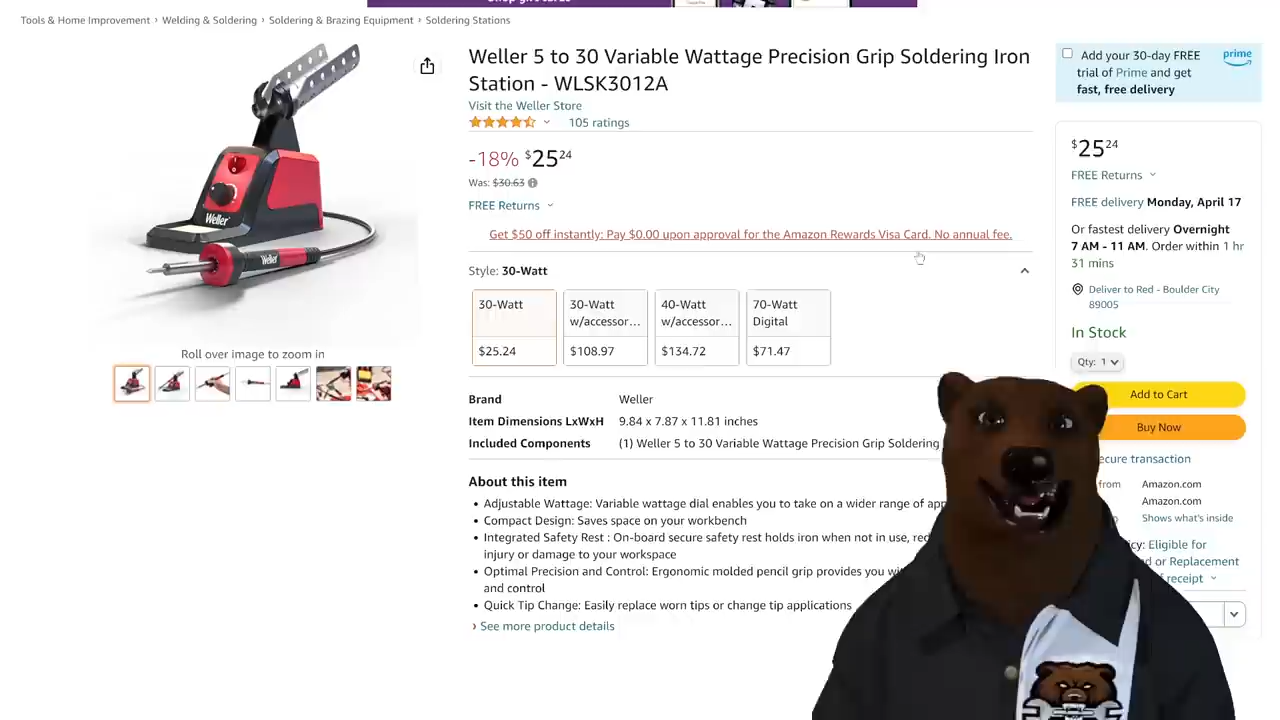 Tools & Home Improvement › Welding & Soldering › Soldering & Brazing Equipment › Soldering Stations
Weller 5 to 30 Variable Wattage Precision Grip Soldering Iron
Station - WLSK3012A
Visit the Weller Store
105 ratings
-18% $25 24
Was: $30.63
FREE Returns
Get $50 off instantly: Pay $0.00 upon approval for the Amazon Rewards Visa Card. No annual fee.
Style: 30-Watt
30-Watt
$25.24
30-Watt
w/accessor...
$108.97
40-Watt
w/accessor...
$134.72
70-Watt
Digital
$71.47
Weller
Weller
Roll over image to zoom in
Brand Weller
Item Dimensions LxWxH 9.84 x 7.87 x 11.81 inches
Included Components (1) Weller 5 to 30 Variable Wattage Precision Grip Soldering
About this item
• Adjustable Wattage: Variable wattage dial enables you to take on a wider range of app
• Compact Design: Saves space on your workbench
• Integrated Safety Rest : On-board secure safety rest holds iron when not in use, red
injury or damage to your workspace
• Optimal Precision and Control: Ergonomic molded pencil grip provides you wi
and control
• Quick Tip Change: Easily replace worn tips or change tip applications
› See more product details
Add your 30-day FREE
trial of Prime and get
fast, free delivery
prime
$25 24
FREE Returns
FREE delivery Monday, April 17
Or fastest delivery Overnight
7 AM - 11 AM. Order within 1 hr
31 mins
Deliver to Red - Boulder City
89005
In Stock
Qty: 1
Add to Cart
Buy Now
ecure transaction
from Amazon.com
Amazon.com
Shows what's inside
icy: Eligible for
nd or Replacement
f receipt